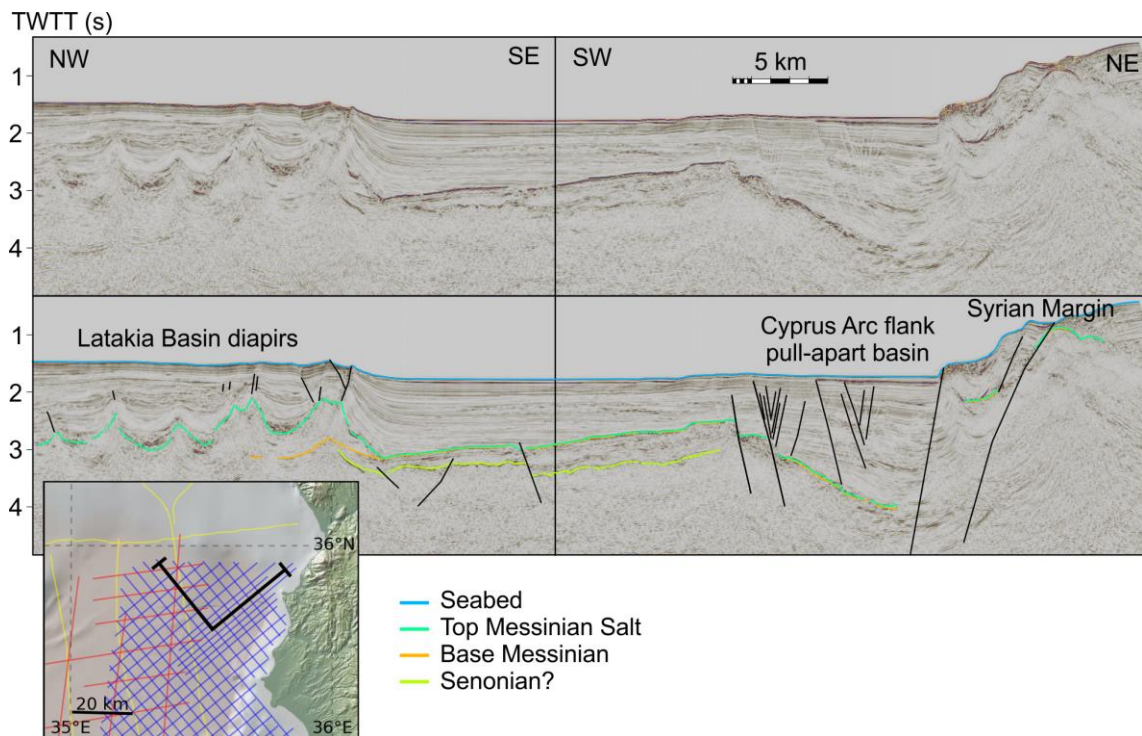 TWTT (s)
NW
SE
SW
5 km
NE
1
2
3
4
Latakia Basin diapirs
Cyprus Arc flank
pull-apart basin
Syrian Margin
1
2
3
4
36°N
20 km
35°E
36°E
Seabed
Top Messinian Salt
Base Messinian
Senonian?